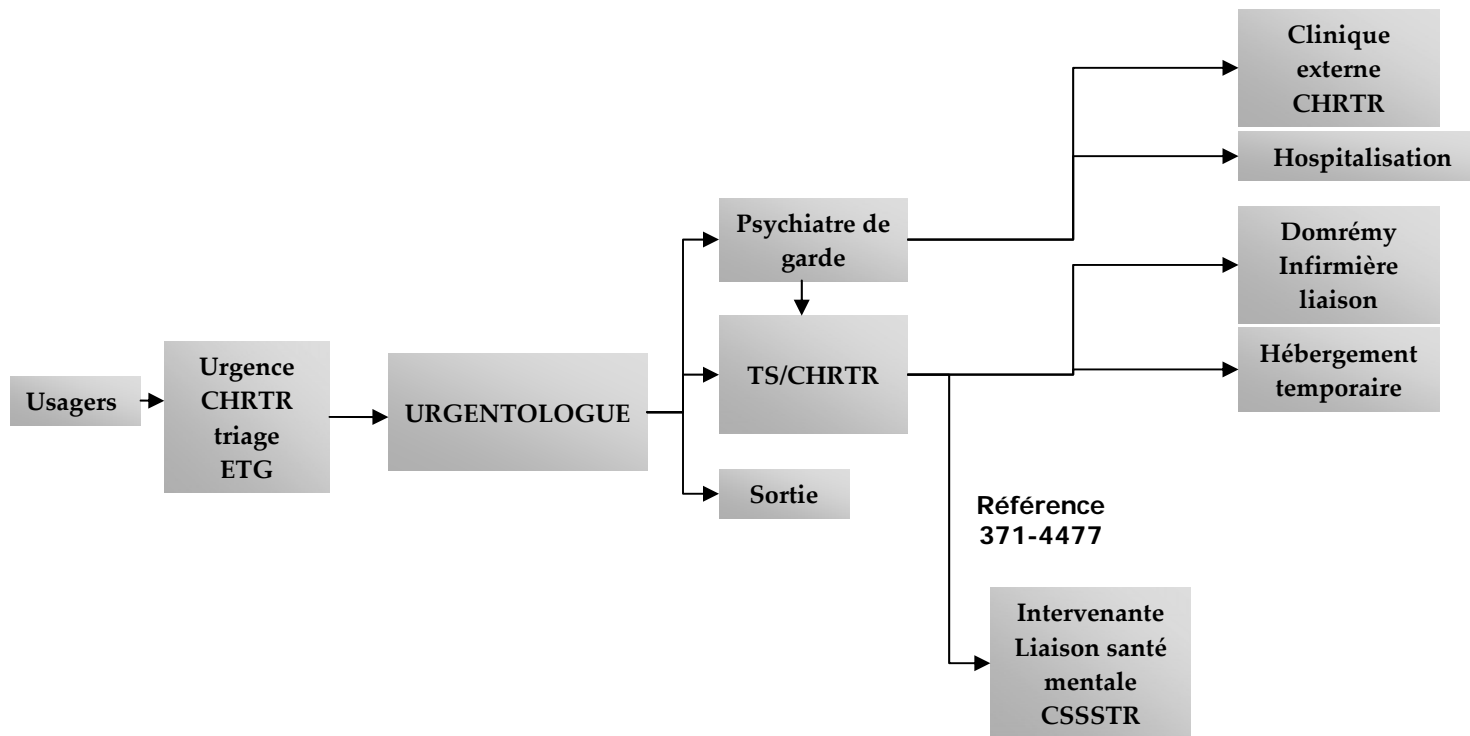 Usagers
Urgence
CHRTR
triage
ETG
URGENTOLOGUE
Psychiatre de
garde
TS/CHRTR
Sortie
Clinique
externe
CHRTR
Hospitalisation
Domrémy
Infirmière
liaison
Hébergement
temporaire
Référence
371-4477
Intervenante
Liaison santé
mentale
CSSSTR